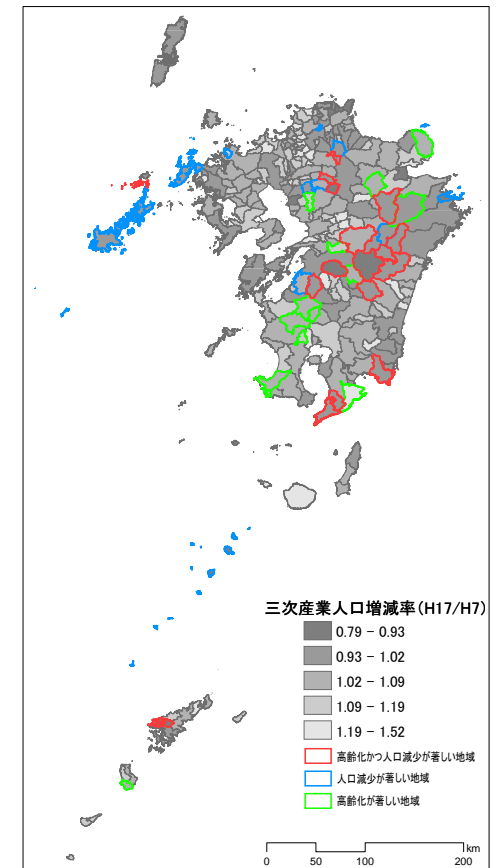 三次産業人口増減率(H17/H7)
0.79 - 0.93
0.93 - 1.02
1.02 - 1.09
1.09 - 1.19
1.19 - 1.52
高齢化かつ人口減少が著しい地域
人口減少が著しい地域
高齢化が著しい地域
km
0 50 100 200